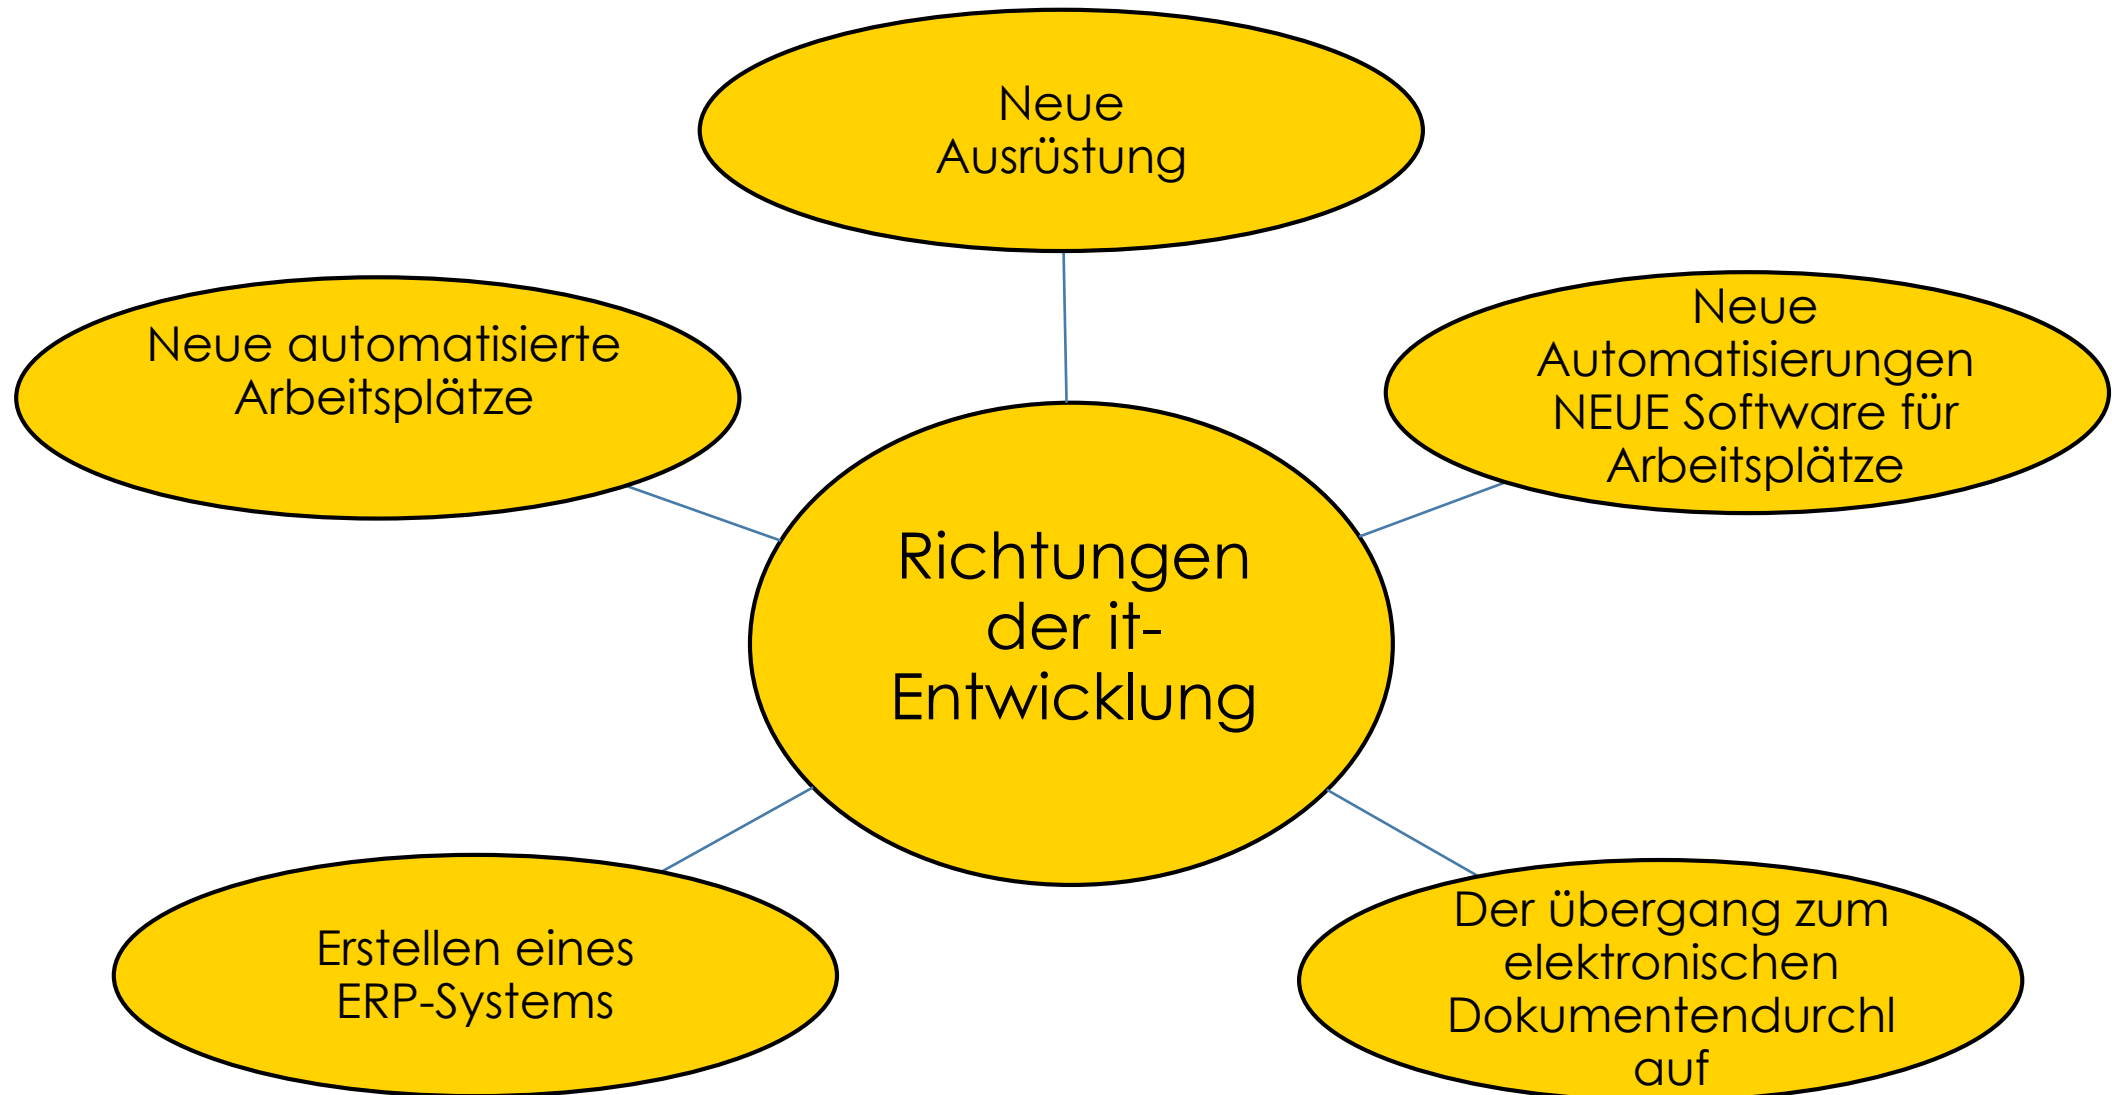 Neue
Ausrüstung
Neue automatisierte
Arbeitsplätze
Neue
Automatisierungen
NEUE Software für
Arbeitsplätze
Richtungen
der it-
Entwicklung
Erstellen eines
ERP-Systems
Der übergang zum
elektronischen
Dokumentendurchl
auf